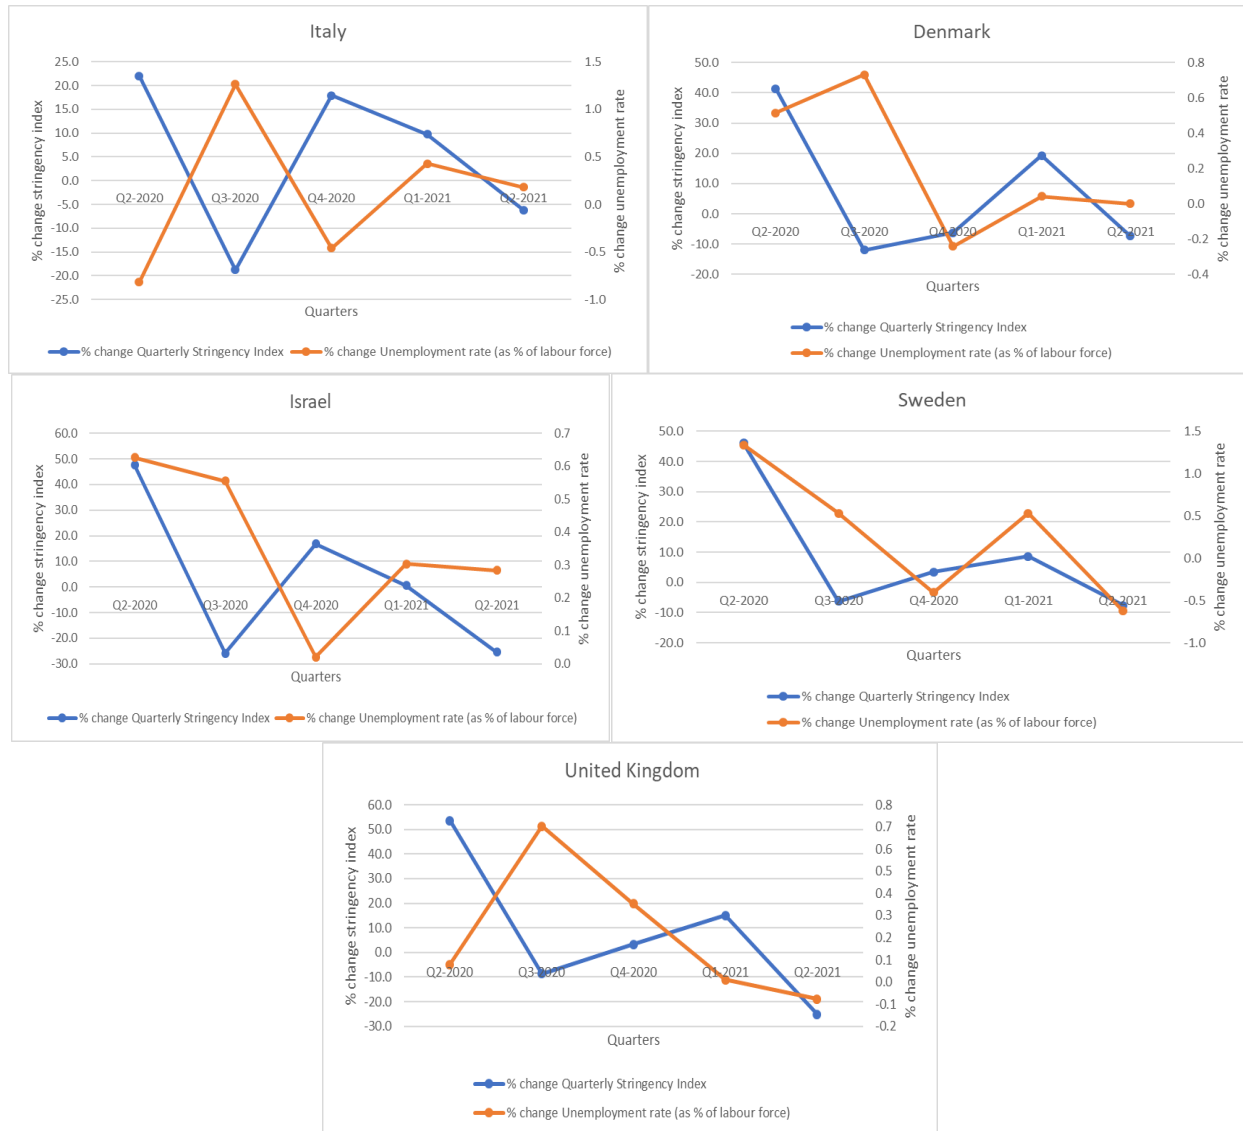 Italy
% change stringency index
25.0
20.0
15.0
10.0
5.0
0.0
-5.0
-10.0
-15.0
-20.0
-25.0
Q2-2020 Q3-2020 Q4-2020 Q1-2021 Q2-2021
1.5
1.0
0.5
0.0
-0.5
-1.0
% change unemployment rate
Quarters
% change Quarterly Stringency Index % change Unemployment rate (as % of labour force)
Denmark
% change stringency index
50.0
40.0
30.0
20.0
10.0
0.0
-10.0
-20.0
Q2-2020 Q3-2020 Q4-2020 Q1-2021 Q2-2021
0.8
0.6
0.4
0.2
0.0
-0.2
-0.4
% change unemployment rate
Quarters
% change Quarterly Stringency Index
% change Unemployment rate (as % of labour force)
Israel
% change stringency index
60.0
50.0
40.0
30.0
20.0
10.0
0.0
-10.0
-20.0
-30.0
Q2-2020 Q3-2020 Q4-2020 Q1-2021 Q2-2021
0.7
0.6
0.5
0.4
0.3
0.2
0.1
0.0
% change unemployment rate
Quarters
% change Quarterly Stringency Index % change Unemployment rate (as % of labour force)
Sweden
% change stringency index
50.0
40.0
30.0
20.0
10.0
0.0
-10.0
-20.0
Q2-2020 Q3-2020 Q4-2020 Q1-2021 Q2-2021
1.5
1.0
0.5
0.0
-0.5
-1.0
% change unemployment rate
Quarters
% change Quarterly Stringency Index
% change Unemployment rate (as % of labour force)
United Kingdom
% change stringency index
60.0
50.0
40.0
30.0
20.0
10.0
0.0
-10.0
-20.0
-30.0
Q2-2020 Q3-2020 Q4-2020 Q1-2021 Q2-2021
0.8
0.7
0.6
0.5
0.4
0.3
0.2
0.1
0.0
-0.1
-0.2
% change unemployment rate
Quarters
% change Quarterly Stringency Index
% change Unemployment rate (as % of labour force)